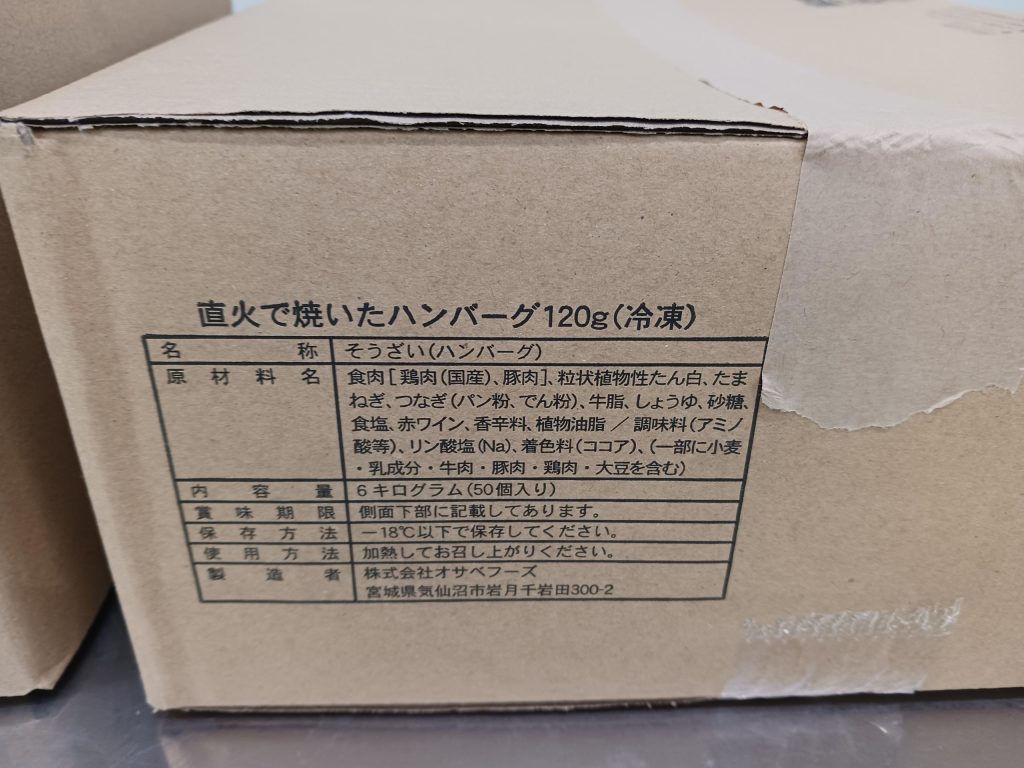 直火で焼いたハンバーグ120g(冷凍)
名称 そうざい(ハンバーグ)
原材料名 食肉[鶏肉(国産)、豚肉]、粒状植物性たん白、たま
ねぎ、つなぎ(パン粉、でん粉)、牛脂、しょうゆ、砂糖、
食塩、赤ワイン、香辛料、植物油脂／調味料(アミノ
酸等)、リン酸塩(Na)、着色料(ココア)、(一部に小麦
・乳成分・牛肉・豚肉・鶏肉・大豆を含む)
内容量 6キログラム(50個入り)
賞味期限 側面下部に記載してあります。
保存方法 −18℃以下で保存してください。
使用方法 加熱してお召し上がりください。
製造者 株式会社オサベフーズ
宮城県気仙沼市岩月千岩田300-2